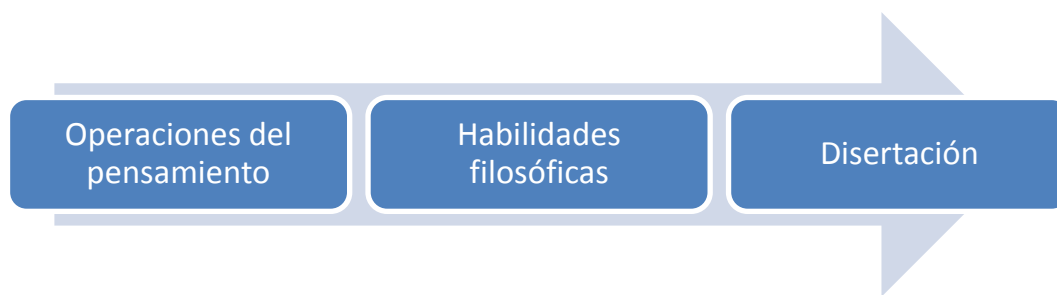 Operaciones del
pensamiento
Habilidades
filosóficas
Disertación